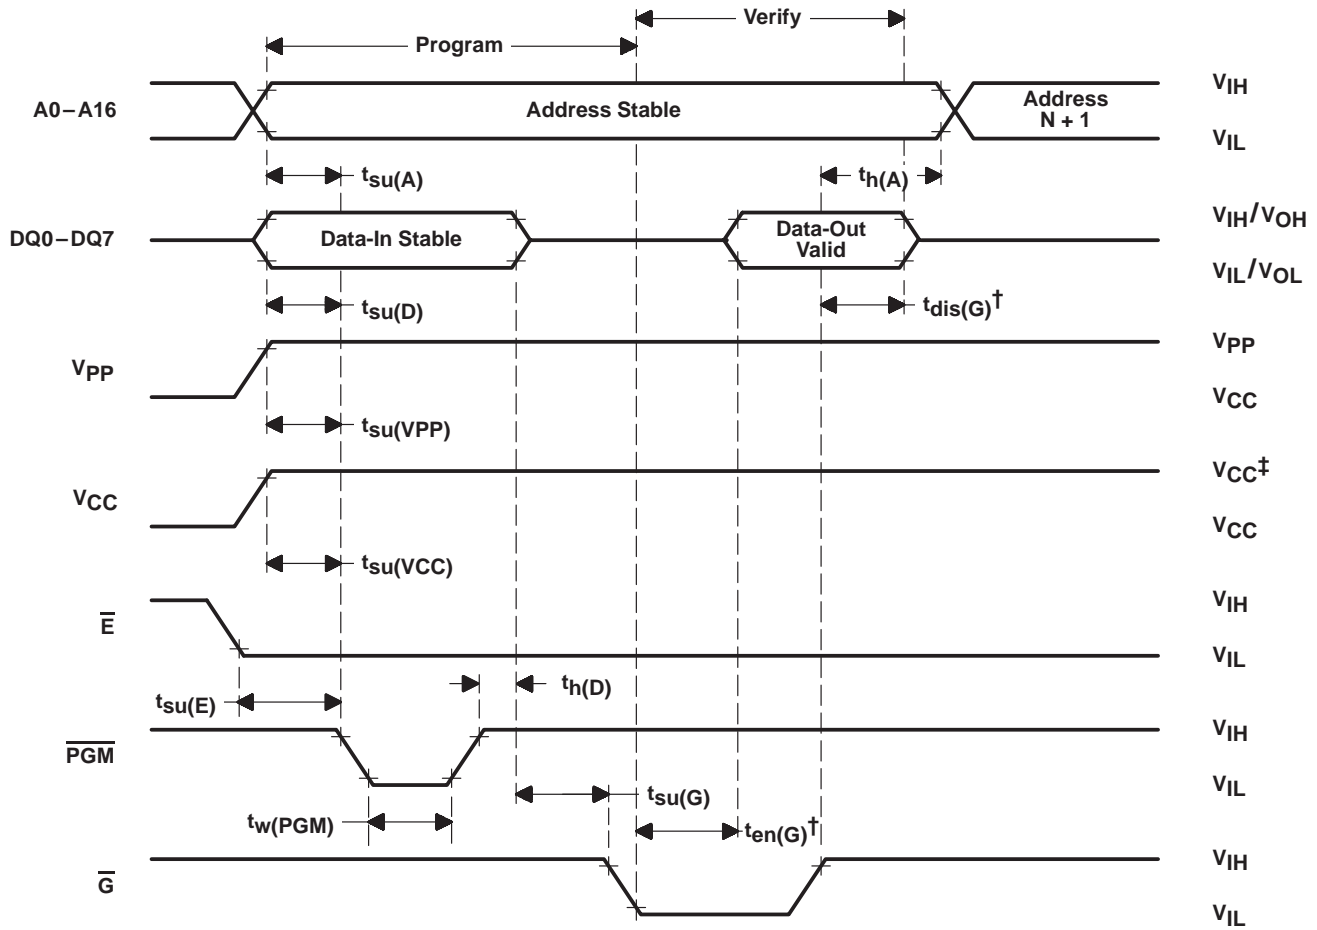 Verify
Program
A0–A16
Address Stable
Address
N + 1
VIH
VIL
tsu(A)
th(A)
DQ0–DQ7
Data-In Stable
Data-Out
Valid
VIH/VOH
VIL/VOL
tsu(D)
tdis(G)†
VPP
VPP
VCC
tsu(VPP)
VCC
VCC‡
VCC
tsu(VCC)
E
VIH
VIL
tsu(E)
th(D)
PGM
VIH
VIL
tsu(G)
tw(PGM)
ten(G)†
G
VIH
VIL